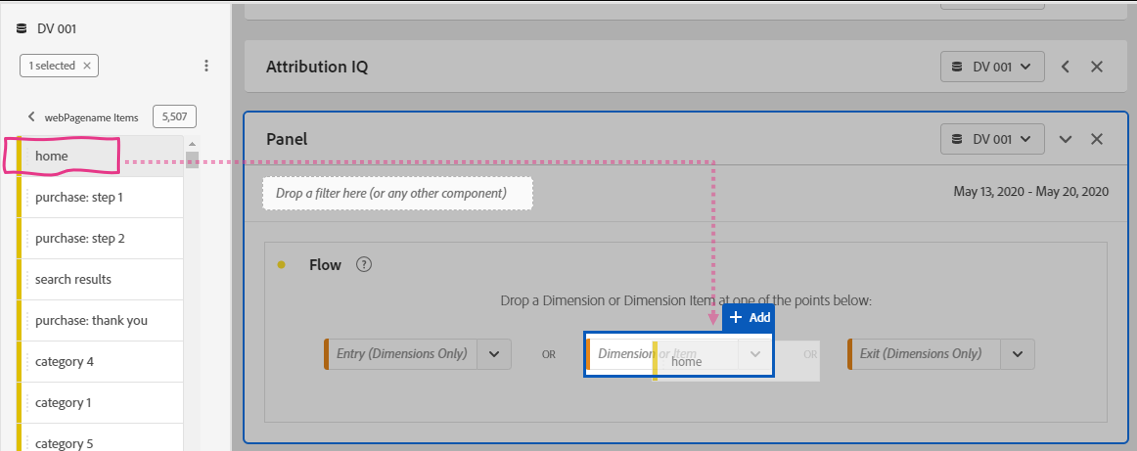 DV 001
1 selected ×
webPagename Items 5,507
home
purchase: step 1
purchase: step 2
search results
purchase: thank you
category 4
category 1
category 5
Attribution IQ DV 001
Panel DV 001
Drop a filter here (or any other component) May 13, 2020 - May 20, 2020
Flow ?
Drop a Dimension or Dimension Item at one of the points below:
+ Add
Entry (Dimensions Only) OR Dimension or Item OR Exit (Dimensions Only)
home